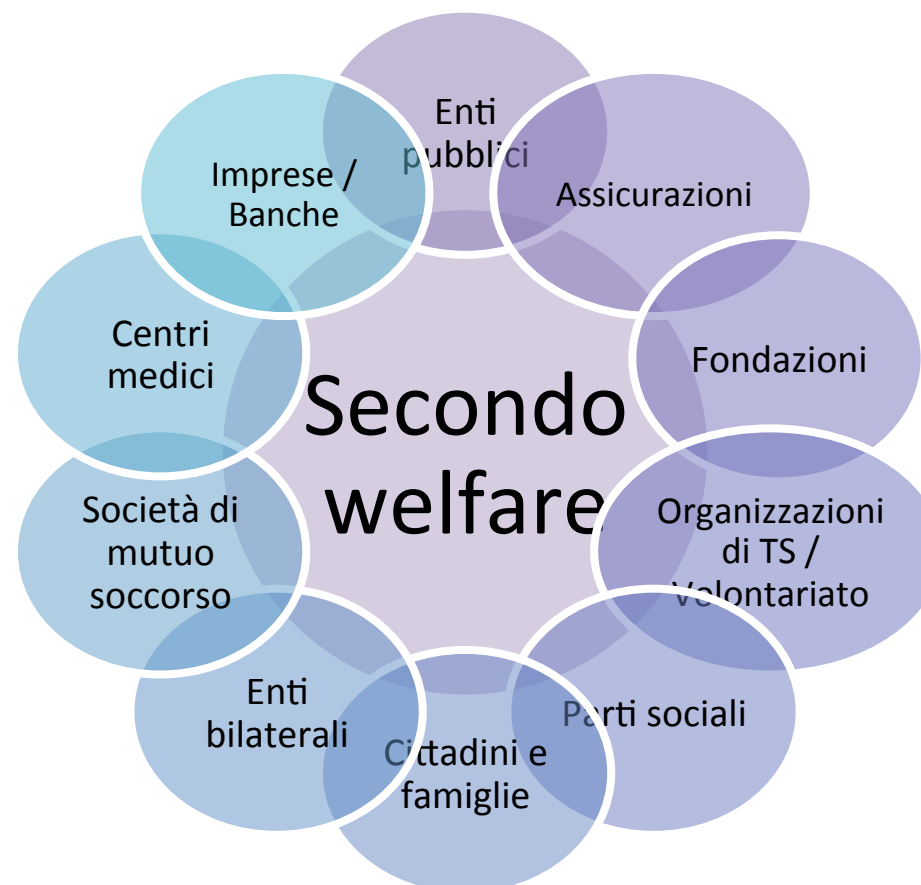 Enti
pubblici
Assicurazioni
Fondazioni
Organizzazioni
di TS /
Volontariato
Parti sociali
Cittadini e
famiglie
Enti
bilaterali
Società di
mutuo
soccorso
Centri
medici
Imprese /
Banche
Secondo
welfare